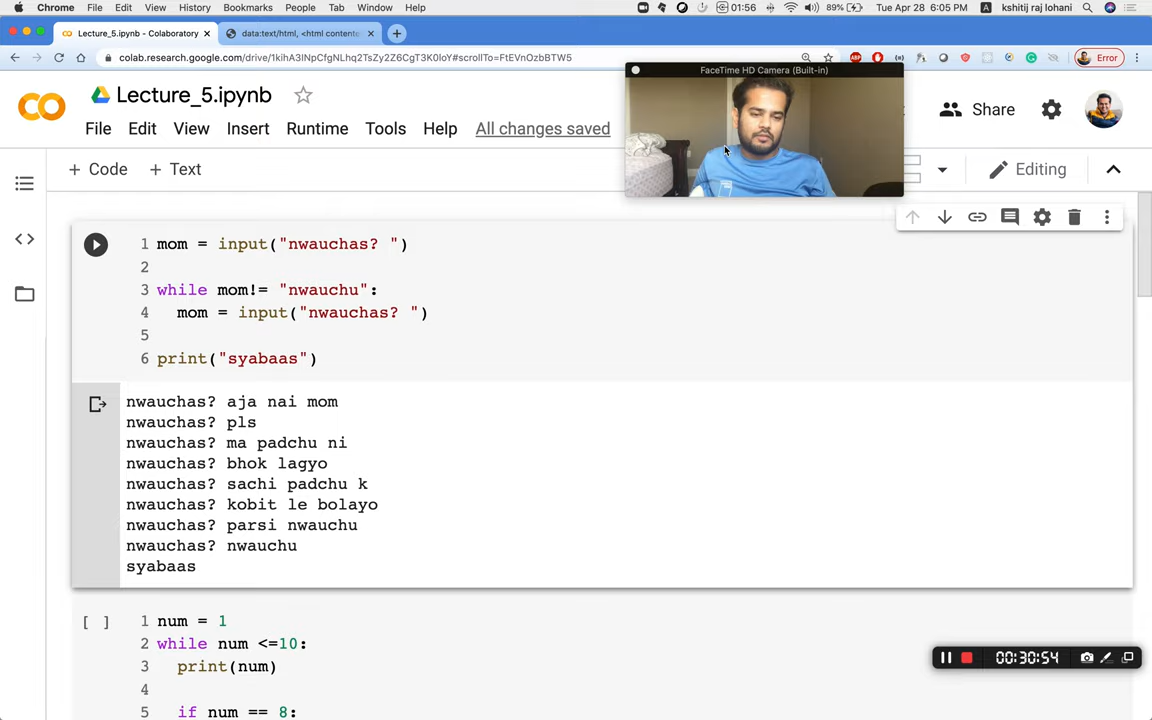 Chrome File Edit View History Bookmarks People Tab Window Help 01:56 89% Tue Apr 28 6:05 PM A kshitij raj lohani
Lecture_5.ipynb - Colaboratory × data:text/html, <html contente × +
colab.research.google.com/drive/1kihA3lNpCfgNLhq2TsZy2Z6CgT3K0loY#scrollTo=FtEVnOzbBTW5 ABP Error
FaceTime HD Camera (Built-in)
Lecture_5.ipynb
Share
File Edit View Insert Runtime Tools Help All changes saved
+ Code + Text Editing
1 mom = input("nwauchas? ")
2
3 while mom!= "nwauchu":
4 mom = input("nwauchas? ")
5
6 print("syabaas")
nwauchas? aja nai mom
nwauchas? pls
nwauchas? ma padchu ni
nwauchas? bhok lagyo
nwauchas? sachi padchu k
nwauchas? kobit le bolayo
nwauchas? parsi nwauchu
nwauchas? nwauchu
syabaas
[ ] 1 num = 1
2 while num <=10:
3 print(num)
4
5 if num == 8:
00:30:54